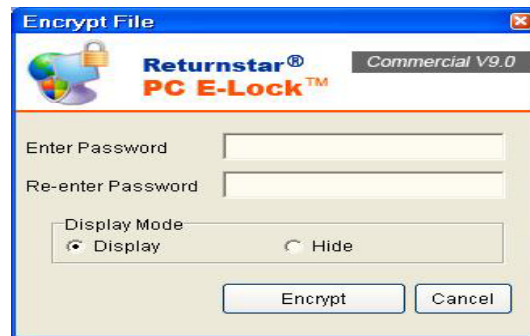 Encrypt File
Returnstar® Commercial V9.0
PC E-Lock™
Enter Password
Re-enter Password
Display Mode
Display Hide
Encrypt Cancel